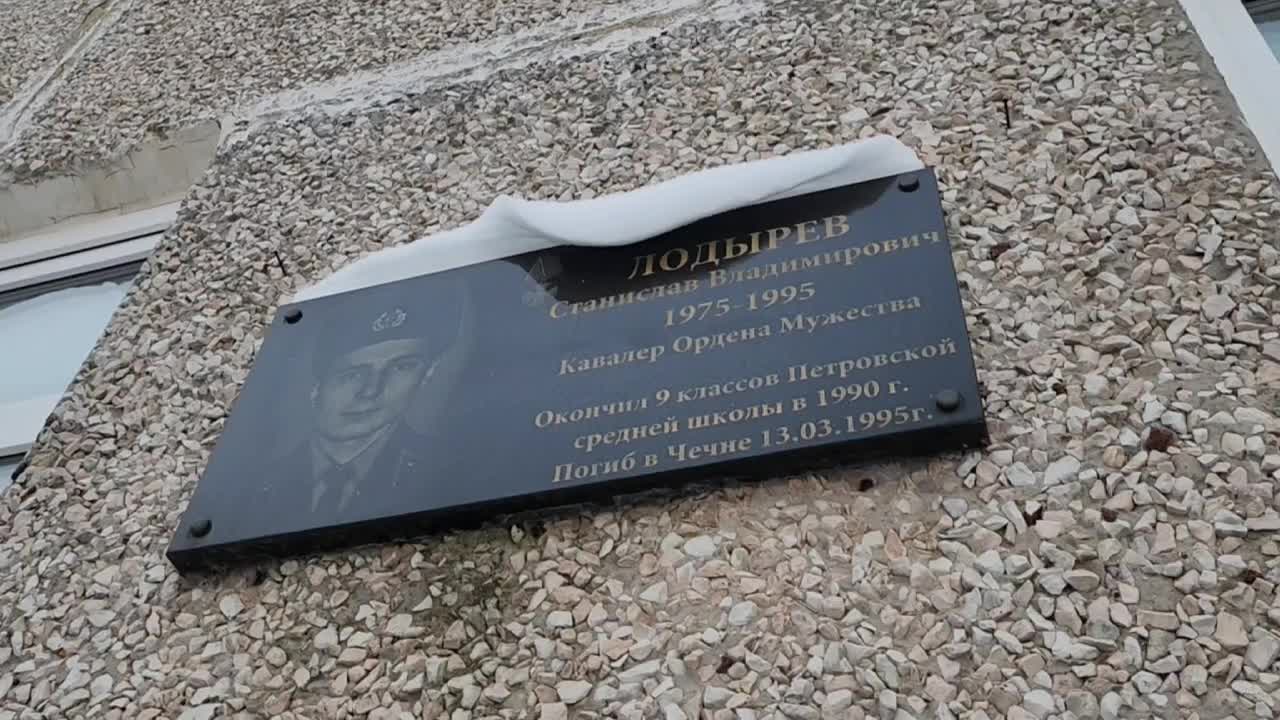 ЛОДЫРЕВ
Станислав Владимирович
1975-1995
Кавалер Ордена Мужества
Окончил 9 классов Петровской
средней школы в 1990 г.
Погиб в Чечне 13.03.1995г.